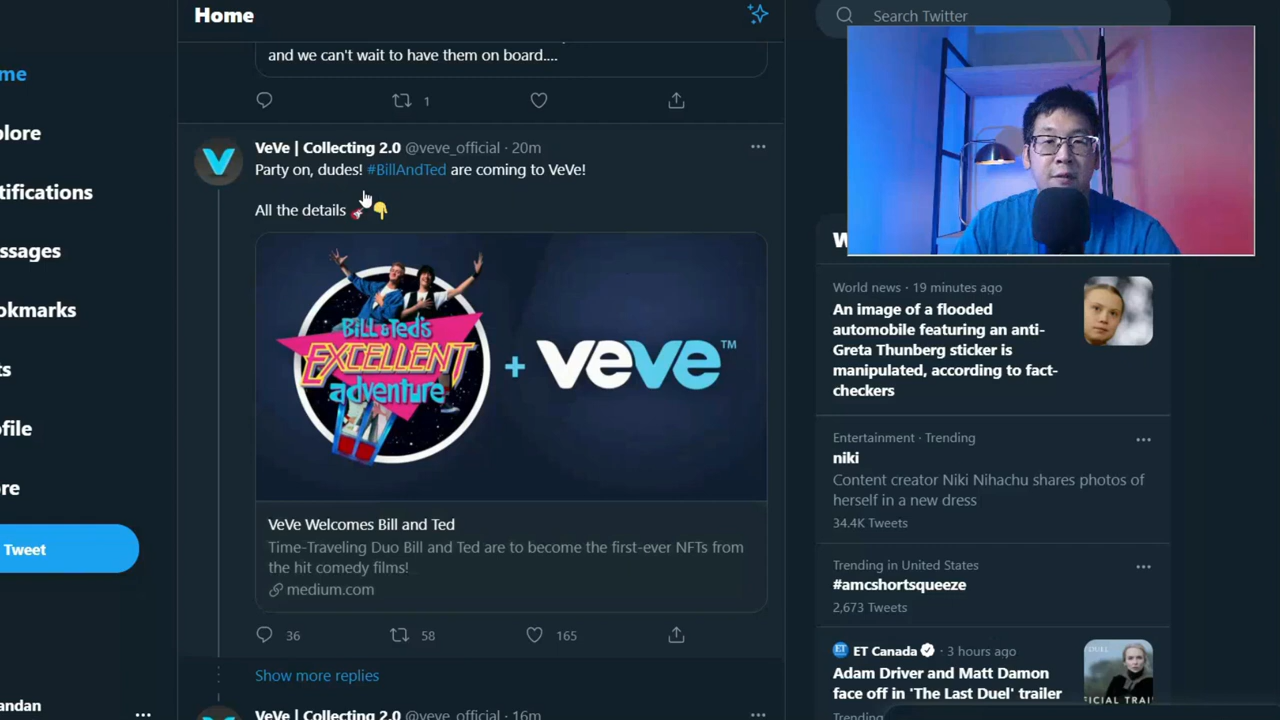 Home
Search Twitter
and we can't wait to have them on board....
1
me
plore
tifications
ssages
okmarks
ts
ofile
ore
Tweet
andan
VeVe | Collecting 2.0 @veve_official · 20m
Party on, dudes! #BillAndTed are coming to VeVe!
All the details
BILL & TED'S
EXCELLENT
adventure
+
veve™
VeVe Welcomes Bill and Ted
Time-Traveling Duo Bill and Ted are to become the first-ever NFTs from
the hit comedy films!
medium.com
36
58
165
Show more replies
VeVe | Collecting 2.0 @veve_official · 16m
W
World news · 19 minutes ago
An image of a flooded
automobile featuring an anti-
Greta Thunberg sticker is
manipulated, according to fact-
checkers
Entertainment · Trending
niki
Content creator Niki Nihachu shares photos of
herself in a new dress
34.4K Tweets
Trending in United States
#amcshortsqueeze
2,673 Tweets
ET Canada · 3 hours ago
Adam Driver and Matt Damon
face off in 'The Last Duel' trailer
Trending
DUEL
FICIAL TRAI